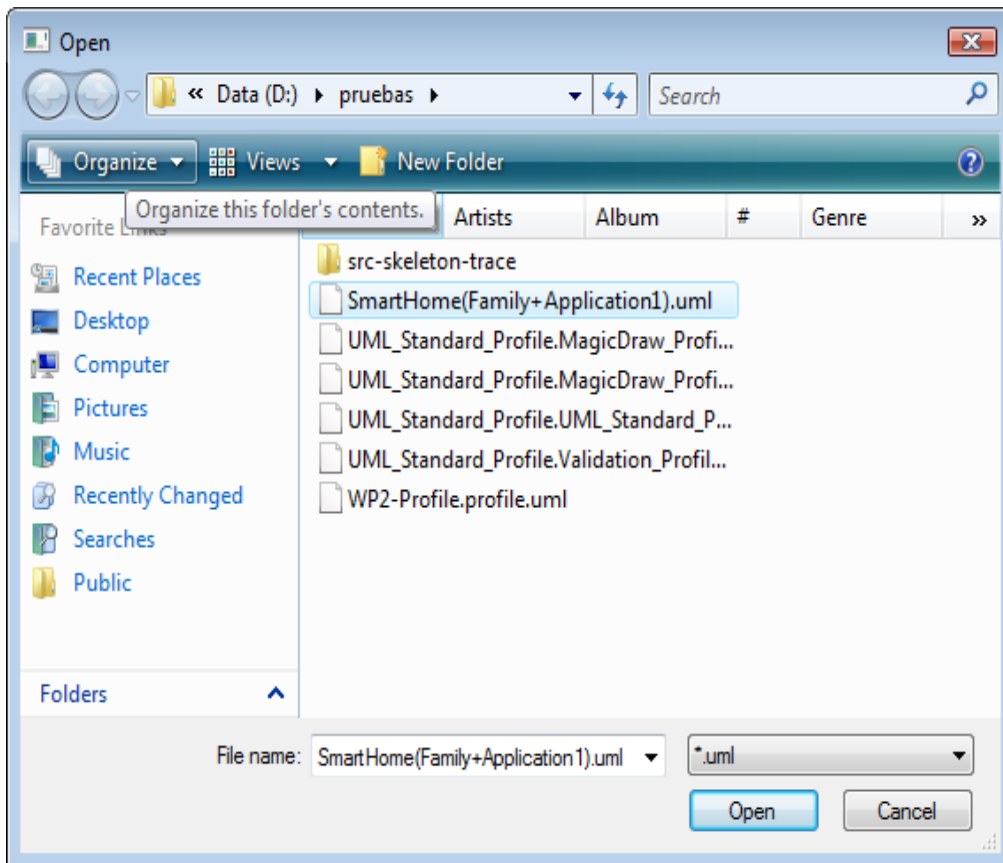 Open
« Data (D:) pruebas Search
Organize Views New Folder
Organize this folder's contents.
Favorite Links
Artists Album # Genre »
Recent Places
Desktop
Computer
Pictures
Music
Recently Changed
Searches
Public
Folders
src-skeleton-trace
SmartHome(Family+Application1).uml
UML_Standard_Profile.MagicDraw_Profi...
UML_Standard_Profile.MagicDraw_Profi...
UML_Standard_Profile.UML_Standard_P...
UML_Standard_Profile.Validation_Profil...
WP2-Profile.profile.uml
File name: SmartHome(Family+Application1).uml *.uml
Open Cancel